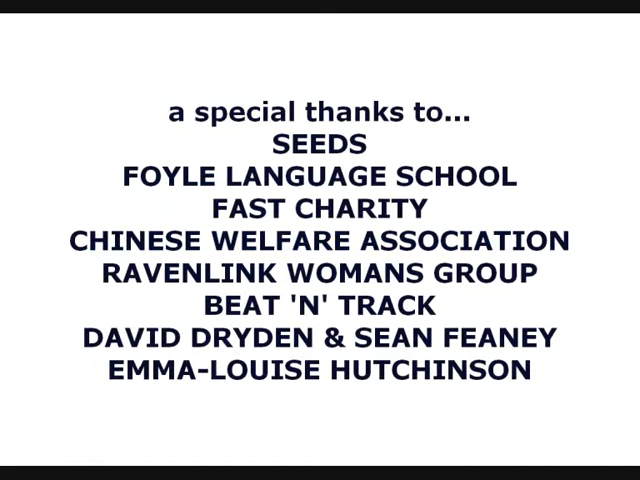 a special thanks to...
SEEDS
FOYLE LANGUAGE SCHOOL
FAST CHARITY
CHINESE WELFARE ASSOCIATION
RAVENLINK WOMANS GROUP
BEAT 'N' TRACK
DAVID DRYDEN & SEAN FEANEY
EMMA-LOUISE HUTCHINSON